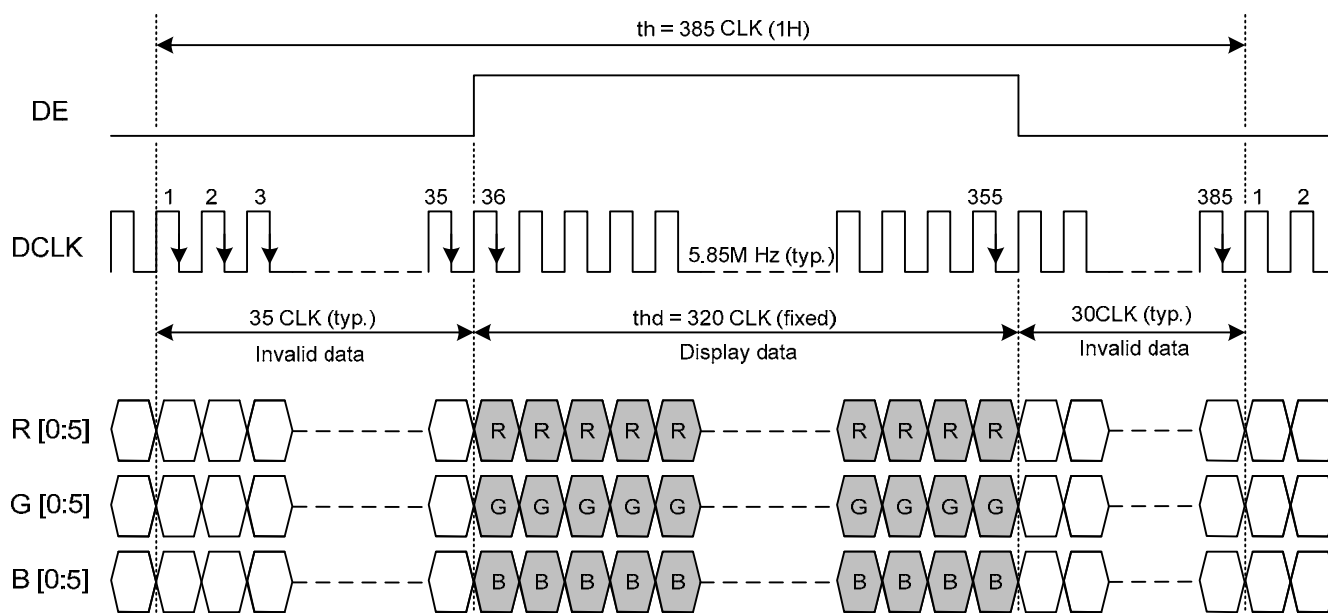 th = 385 CLK (1H)
DE
1 2 3 35 36 355 385 1 2
DCLK
5.85M Hz (typ.)
35 CLK (typ.) thd = 320 CLK (fixed) 30CLK (typ.)
Invalid data Display data Invalid data
R [0:5] R R R R R R R R R
G [0:5] G G G G G G G G G
B [0:5] B B B B B B B B B